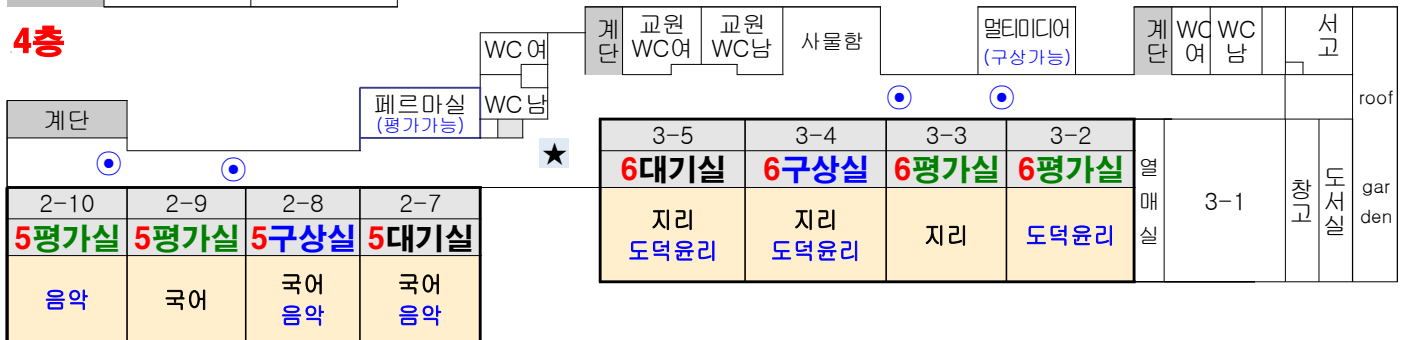 4층
WC여
계단
교원
WC여
교원
WC남
사물함
멀티미디어
(구상가능)
계단
WC
여
WC
남
서고
계단
페르마실
(평가가능)
WC남
★
roof
2-10
2-9
2-8
2-7
5평가실
5평가실
5구상실
5대기실
음악
국어
국어
음악
국어
음악
3-5
3-4
3-3
3-2
6대기실
6구상실
6평가실
6평가실
지리
도덕윤리
지리
도덕윤리
지리
도덕윤리
열매실
3-1
창고
도서실
gar
den